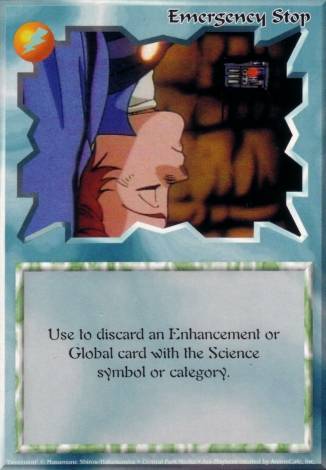 Emergency Stop
Use to discard an Enhancement or
Global card with the Science
symbol or category.